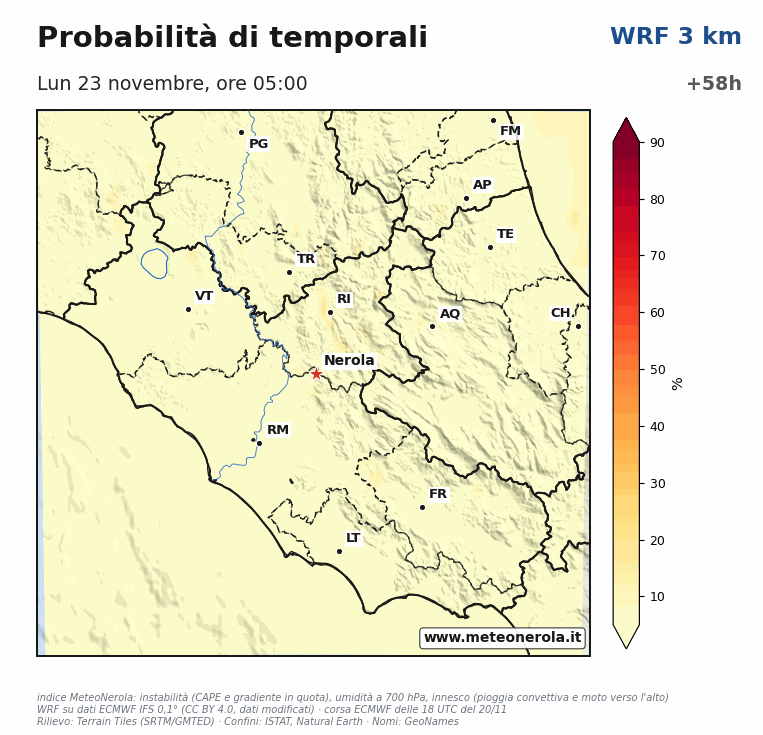 Probabilità di temporali
WRF 3 km
Lun 23 novembre, ore 05:00
+58h
FM
PG
AP
TE
TR
VT
RI
AQ
CH
Nerola
RM
FR
LT
www.meteonerola.it
90
80
70
60
50
40
30
20
10
%
indice MeteoNerola: instabilità (CAPE e gradiente in quota), umidità a 700 hPa, innesco (pioggia convettiva e moto verso l'alto)
WRF su dati ECMWF IFS 0,1° (CC BY 4.0, dati modificati) · corsa ECMWF delle 18 UTC del 20/11
Rilievo: Terrain Tiles (SRTM/GMTED) · Confini: ISTAT, Natural Earth · Nomi: GeoNames